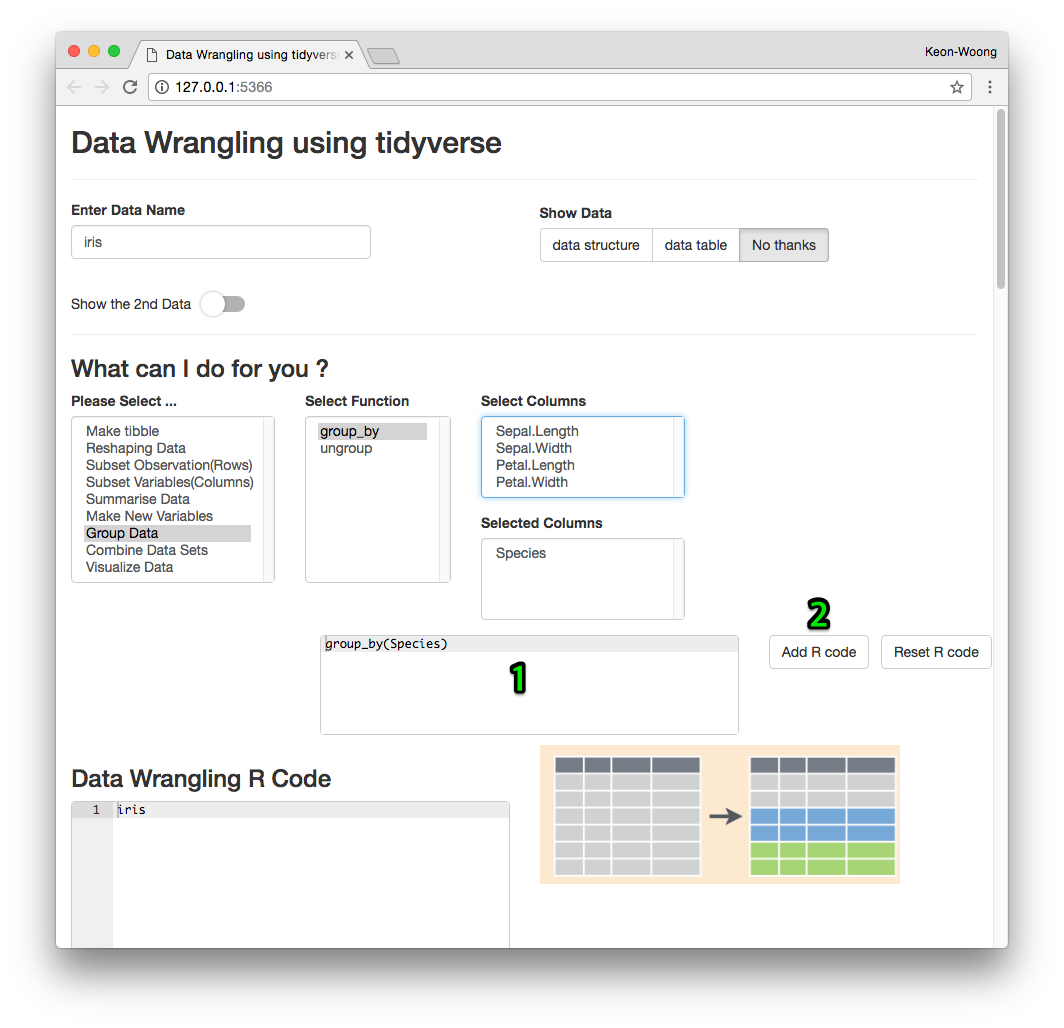 Data Wrangling using tidyverse
Keon-Woong
127.0.0.1:5366
Data Wrangling using tidyverse
Enter Data Name
Show Data
iris
data structure
data table
No thanks
Show the 2nd Data
What can I do for you ?
Please Select ...
Make tibble
Reshaping Data
Subset Observation(Rows)
Subset Variables(Columns)
Summarise Data
Make New Variables
Group Data
Combine Data Sets
Visualize Data
Select Function
group_by
ungroup
Select Columns
Sepal.Length
Sepal.Width
Petal.Length
Petal.Width
Selected Columns
Species
group_by(Species)
1
2
Add R code
Reset R code
Data Wrangling R Code
1 iris